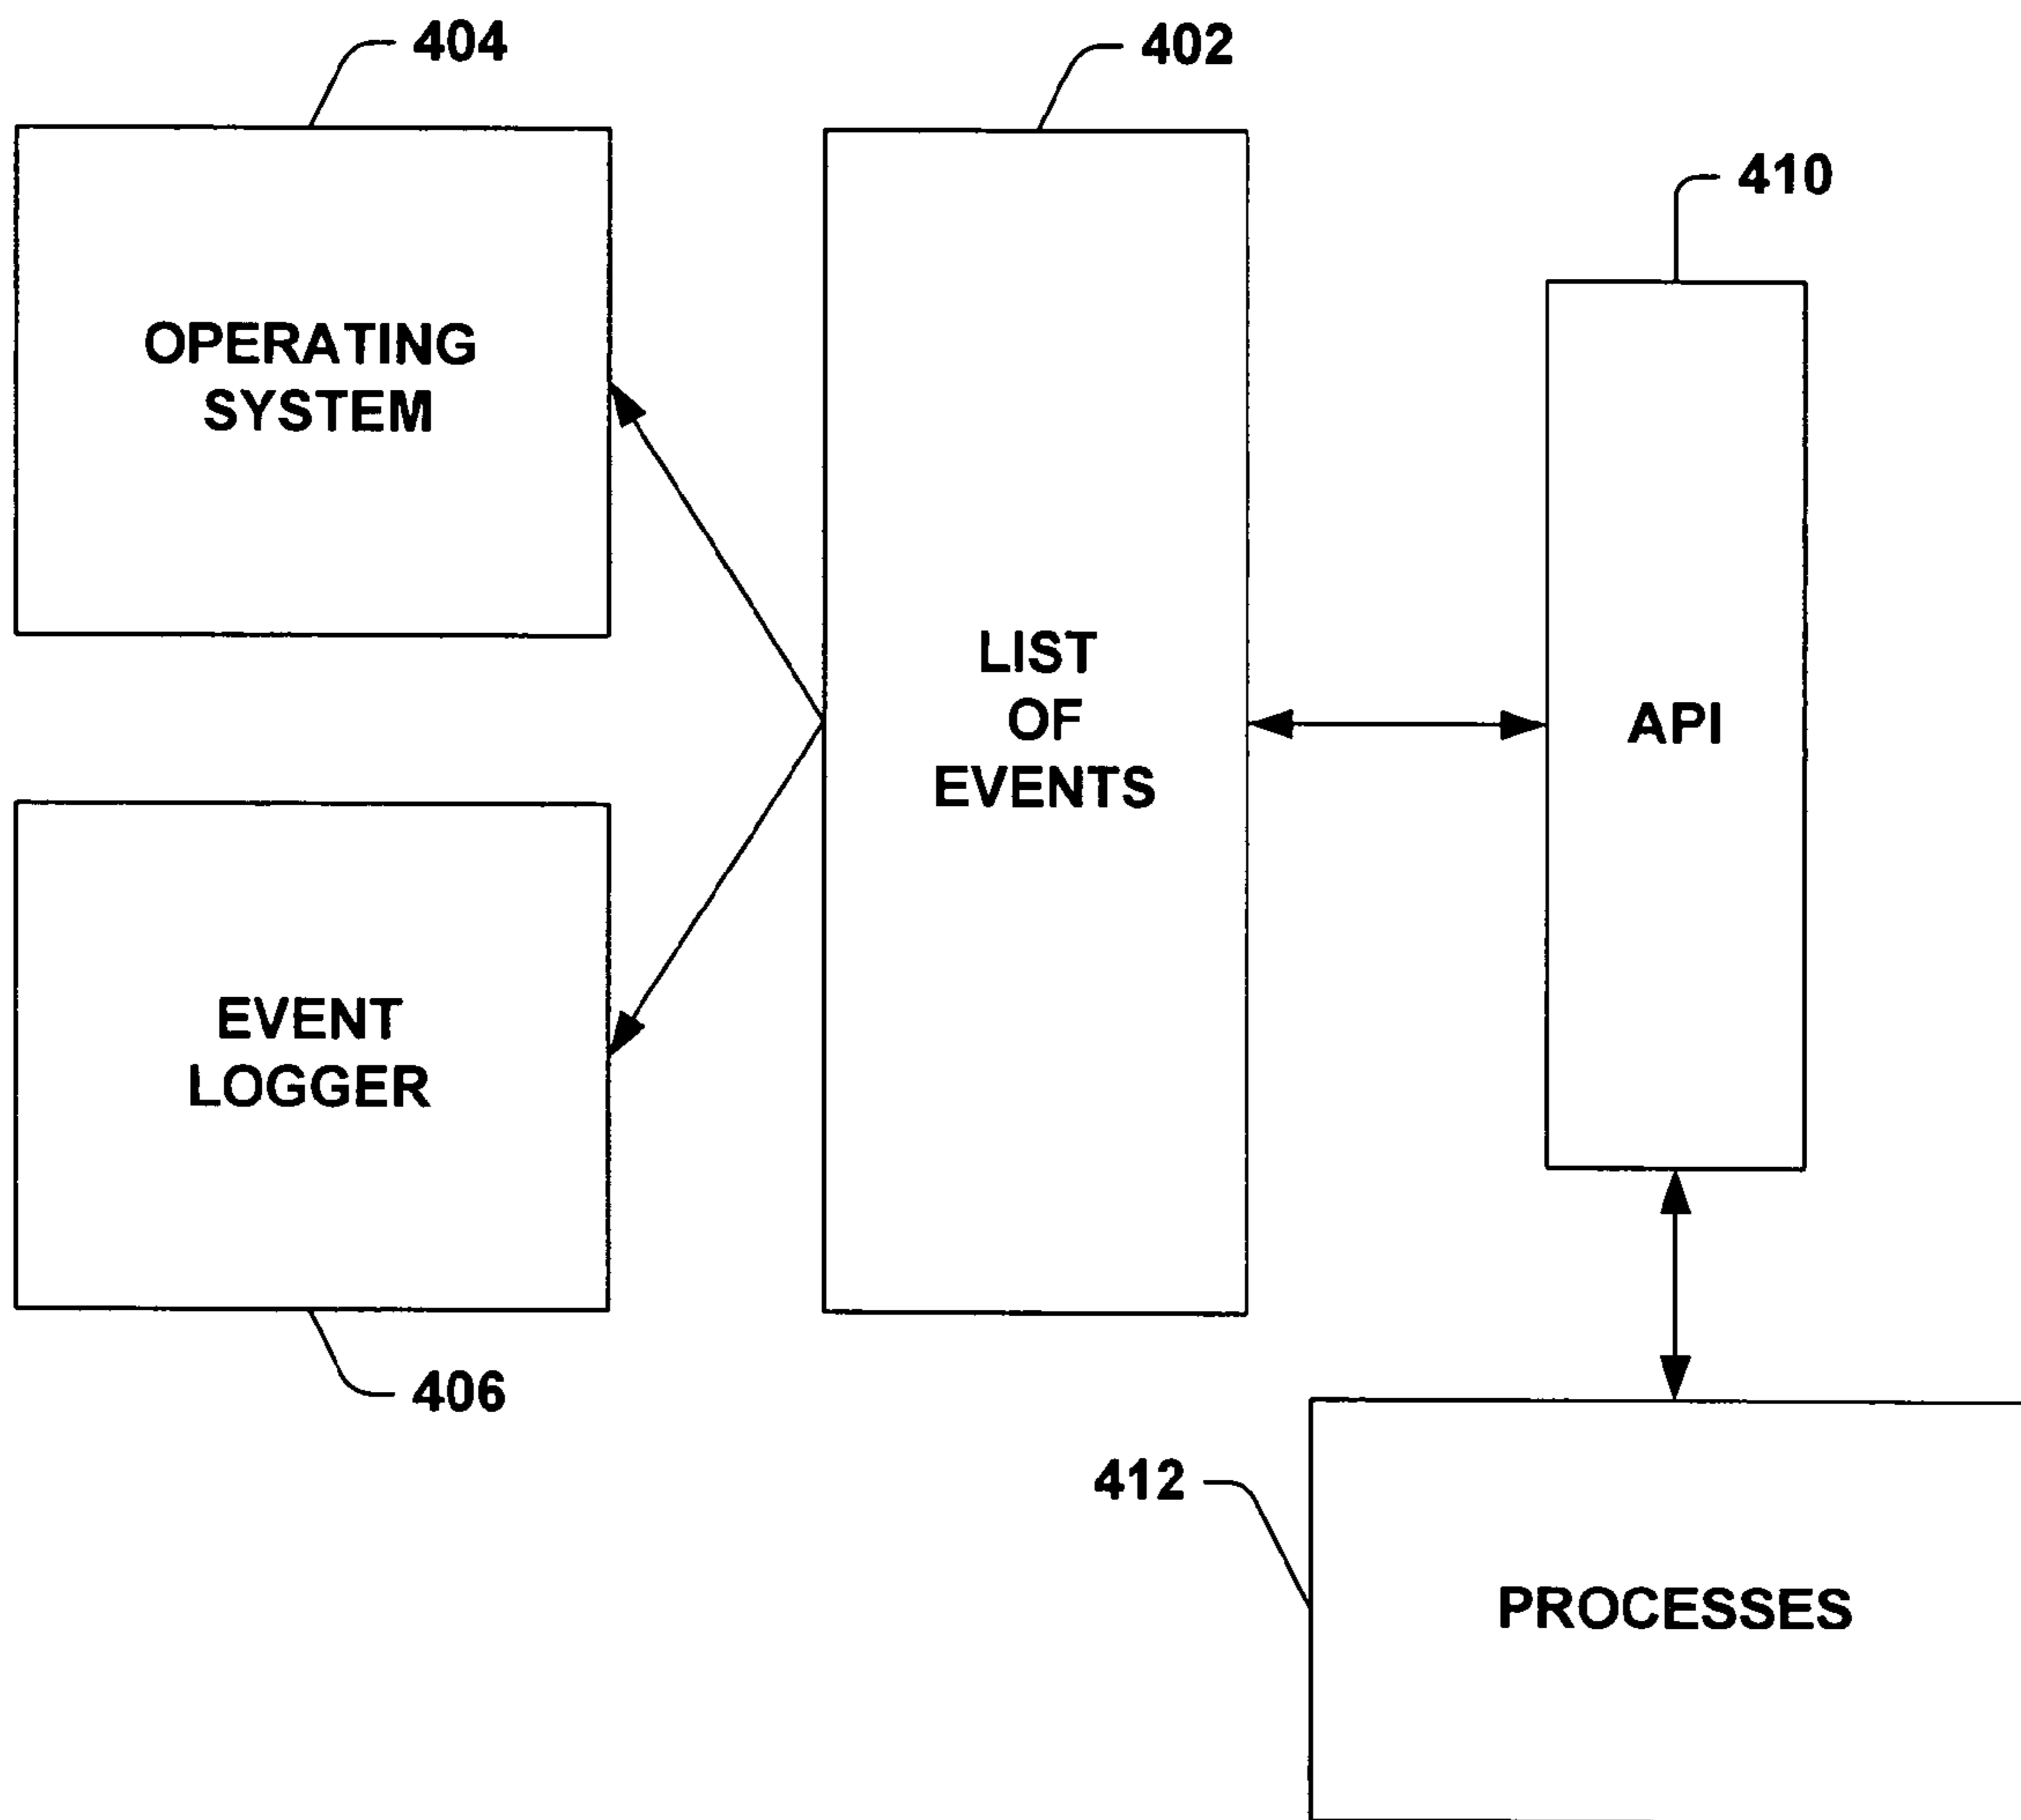 404
402
410
OPERATING
SYSTEM
LIST
OF
EVENTS
API
EVENT
LOGGER
406
412
PROCESSES